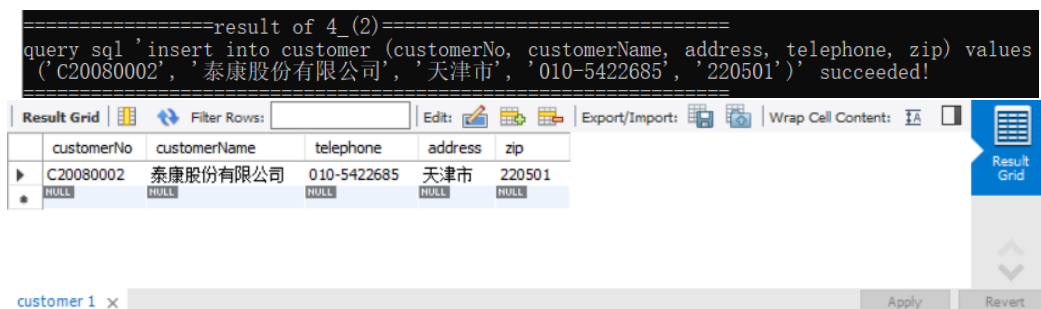 =================result of 4_(2)===============================
query sql 'insert into customer (customerNo, customerName, address, telephone, zip) values
('C20080002', '泰康股份有限公司', '天津市', '010-5422685', '220501')' succeeded!
================================================================
Result Grid Filter Rows: Edit: Export/Import: Wrap Cell Content: IA
customerNo customerName telephone address zip
C20080002 泰康股份有限公司 010-5422685 天津市 220501
NULL NULL NULL NULL NULL
Result
Grid
customer 1 ×
Apply Revert